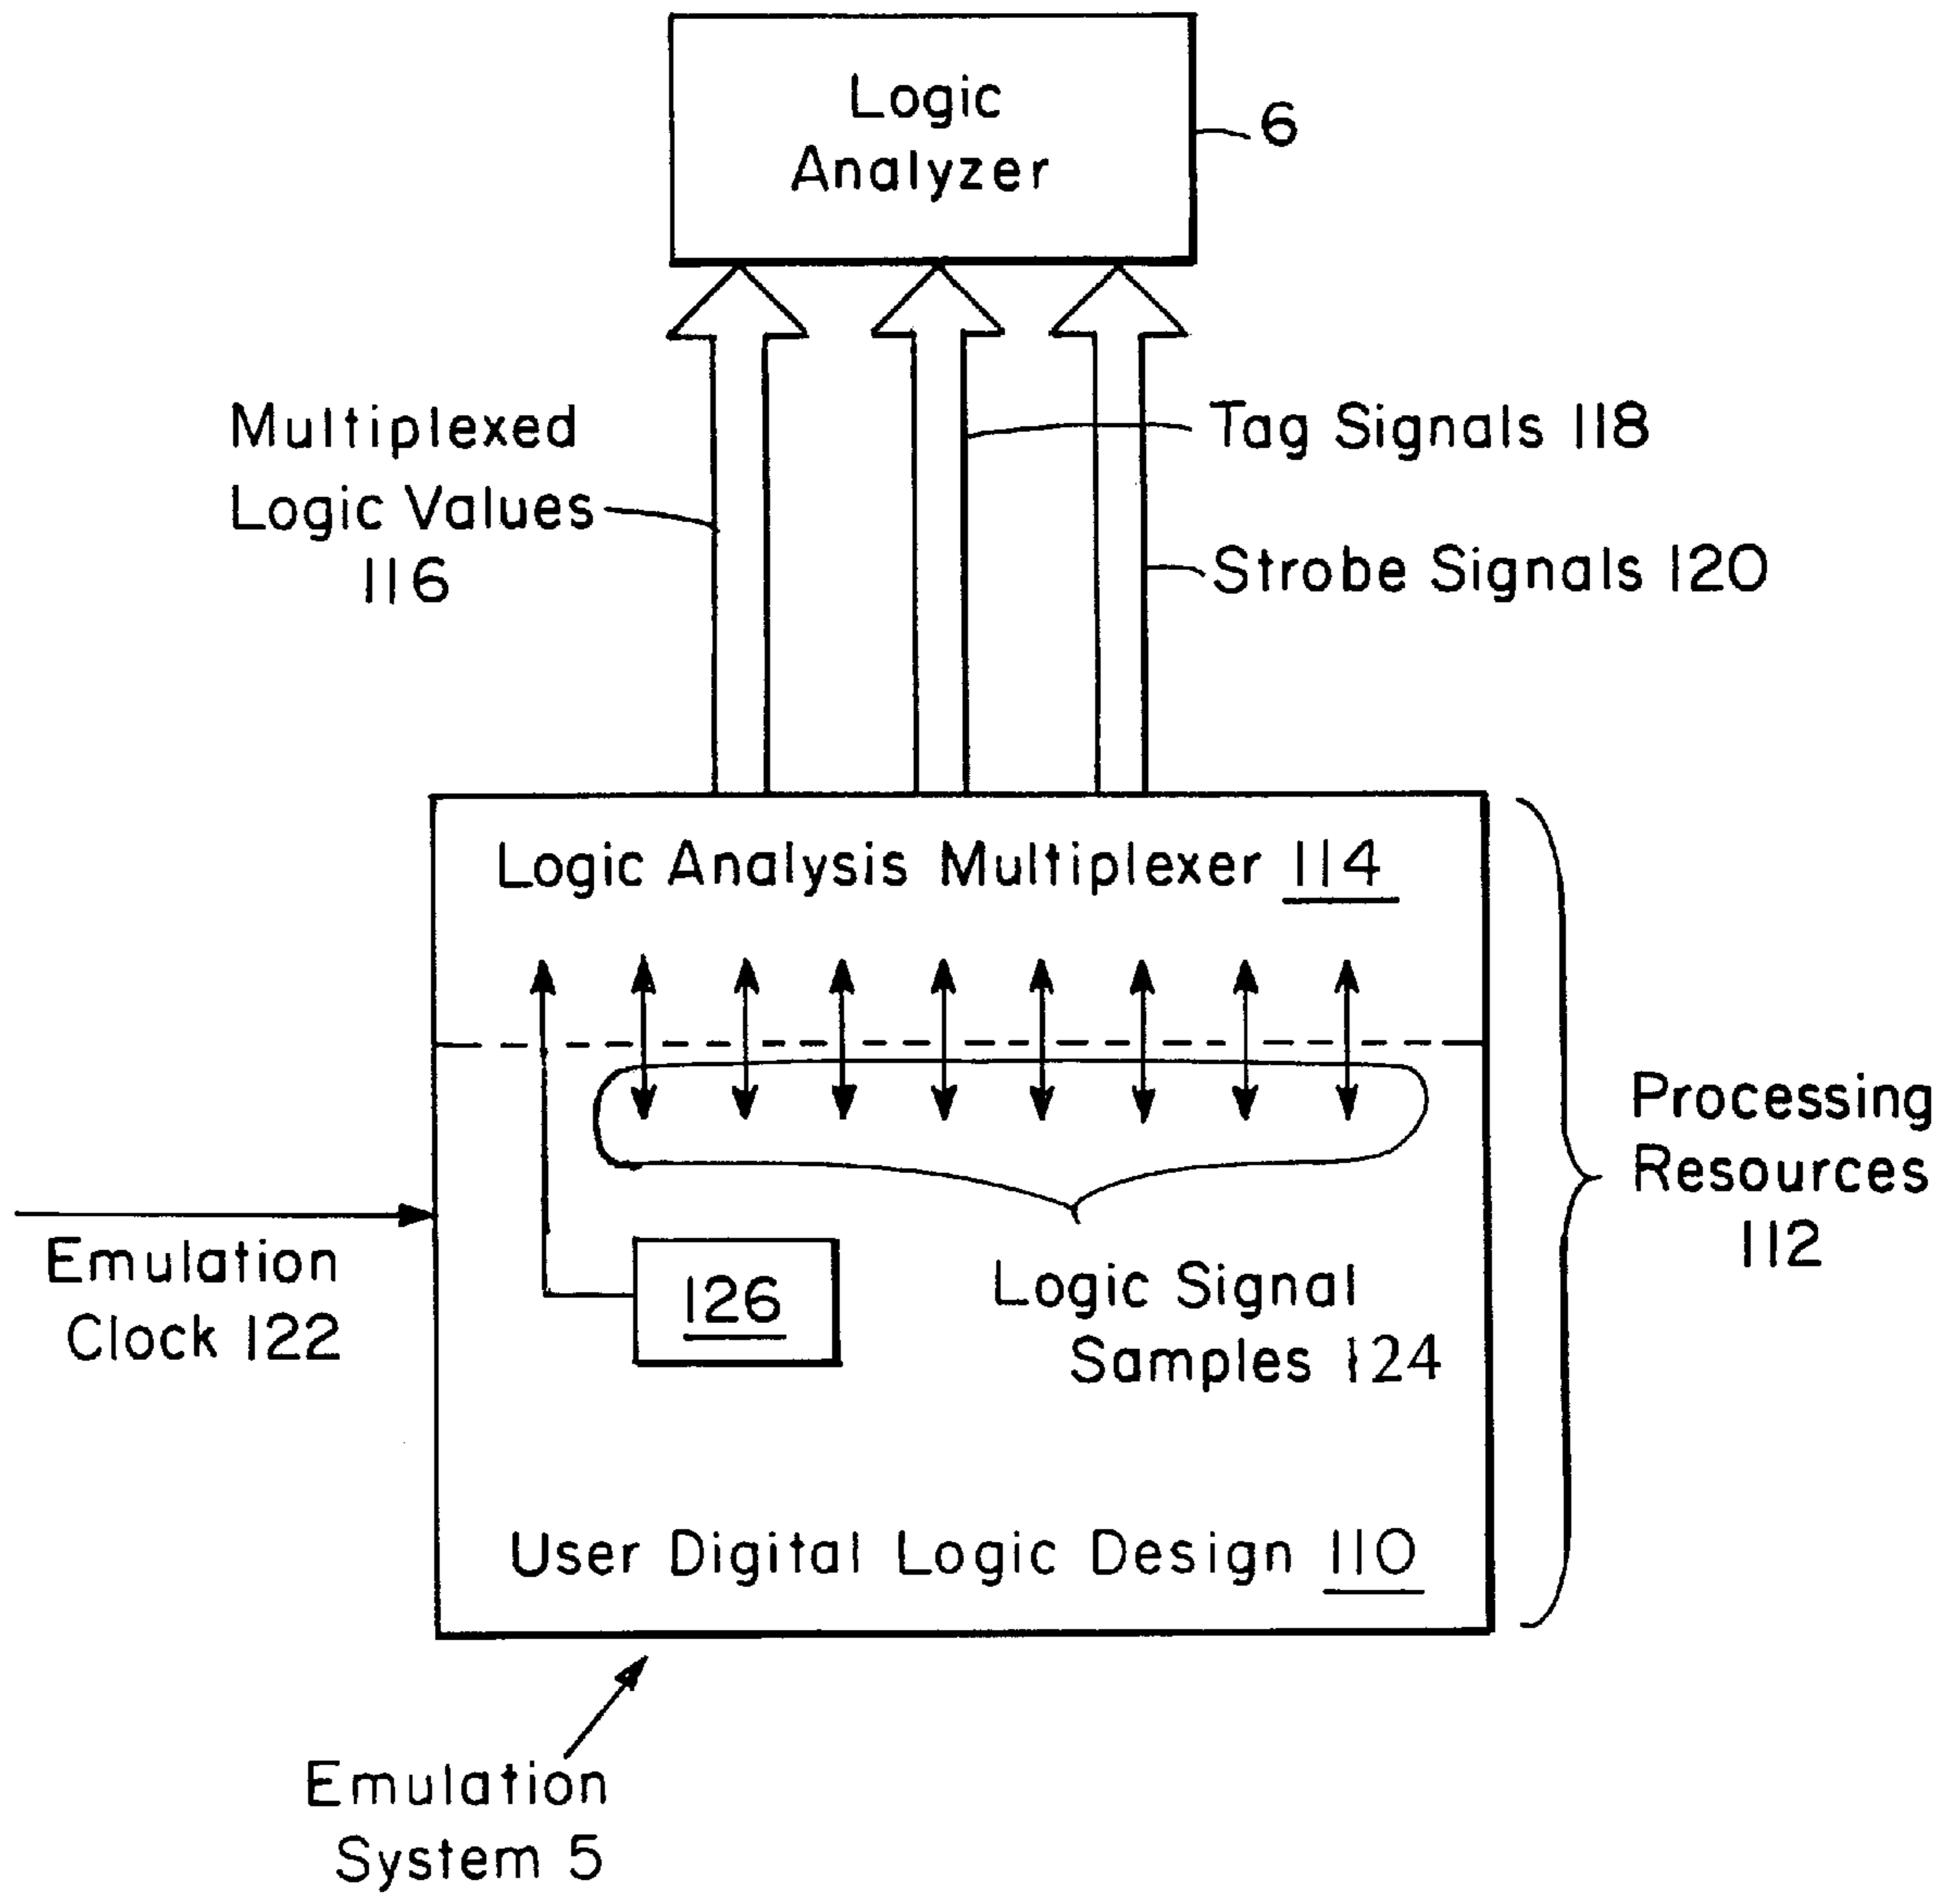 Logic
Analyzer
6
Multiplexed
Logic Values
116
Tag Signals 118
Strobe Signals 120
Logic Analysis Multiplexer 114
Processing
Resources
112
Emulation
Clock 122
126
Logic Signal
Samples 124
User Digital Logic Design 110
Emulation
System 5